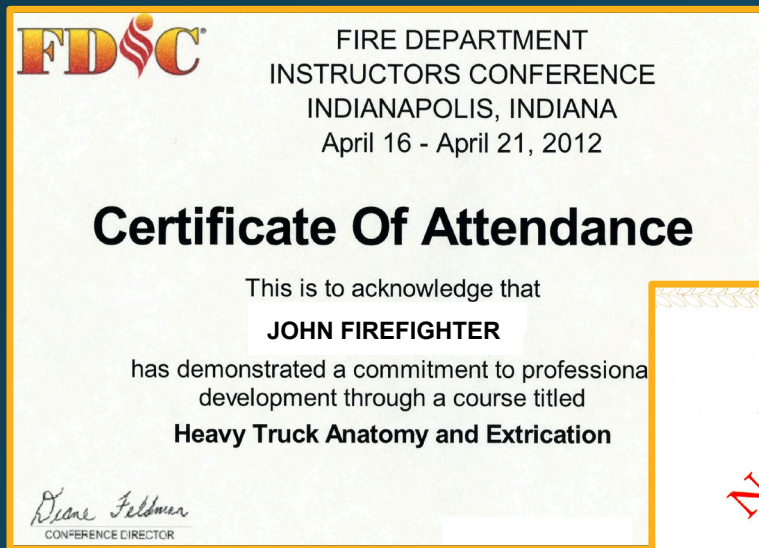 FDIC
FIRE DEPARTMENT
INSTRUCTORS CONFERENCE
INDIANAPOLIS, INDIANA
April 16 - April 21, 2012
Certificate Of Attendance
This is to acknowledge that
JOHN FIREFIGHTER
has demonstrated a commitment to professiona
development through a course titled
Heavy Truck Anatomy and Extrication
Diane Feldman
CONFERENCE DIRECTOR
N